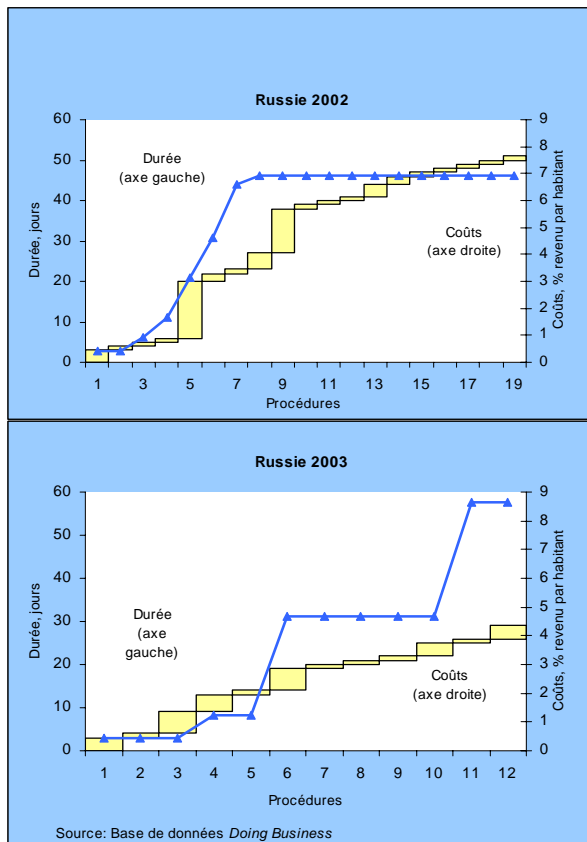 Russie 2002
60
50
40
30
20
10
0
Durée, jours
Durée
(axe gauche)
Coûts
(axe droite)
9
8
7
6
5
4
3
2
1
0
Coûts, % revenu par habitant
1 3 5 7 9 11 13 15 17 19
Procédures
Russie 2003
60
50
40
30
20
10
0
Durée, jours
Durée
(axe
gauche)
Coûts
(axe droite)
9
8
7
6
5
4
3
2
1
0
Coûts, % revenu par habitant
1 2 3 4 5 6 7 8 9 10 11 12
Procédures
Source: Base de données Doing Business